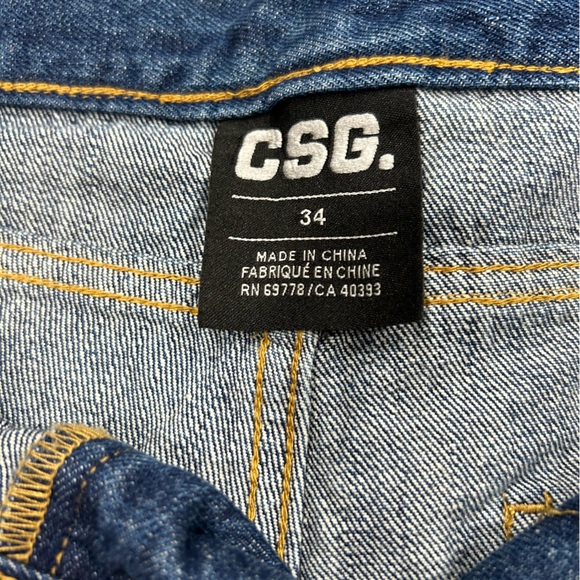 CSG.
34
MADE IN CHINA
FABRIQUÉ EN CHINE
RN 69778/CA 40393